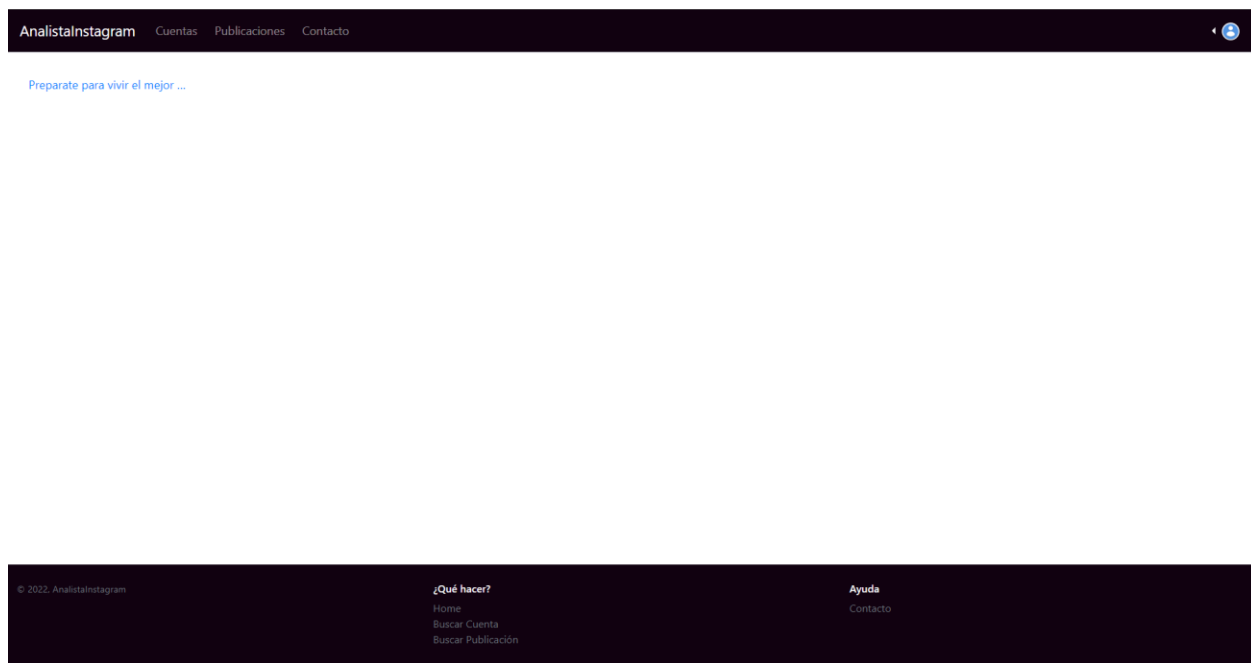 AnalistaInstagram Cuentas Publicaciones Contacto
Preparate para vivir el mejor ...
© 2022, AnalistaInstagram
¿Qué hacer?
Home
Buscar Cuenta
Buscar Publicación
Ayuda
Contacto